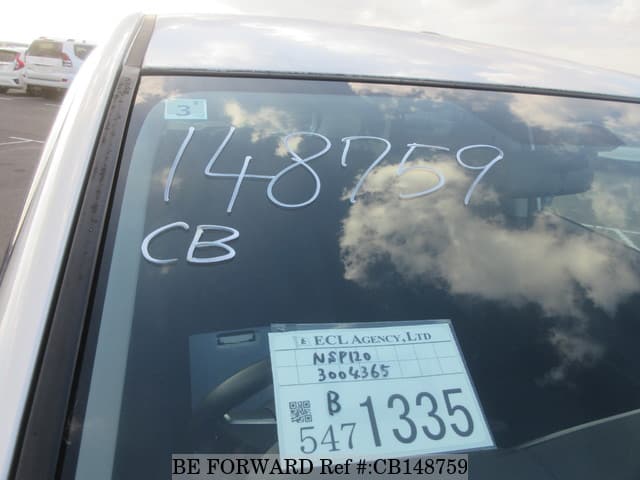 3
148759
CB
ECL AGENCY,LTD
NSP120
3004365
B
547 1335
BE FORWARD Ref #:CB148759